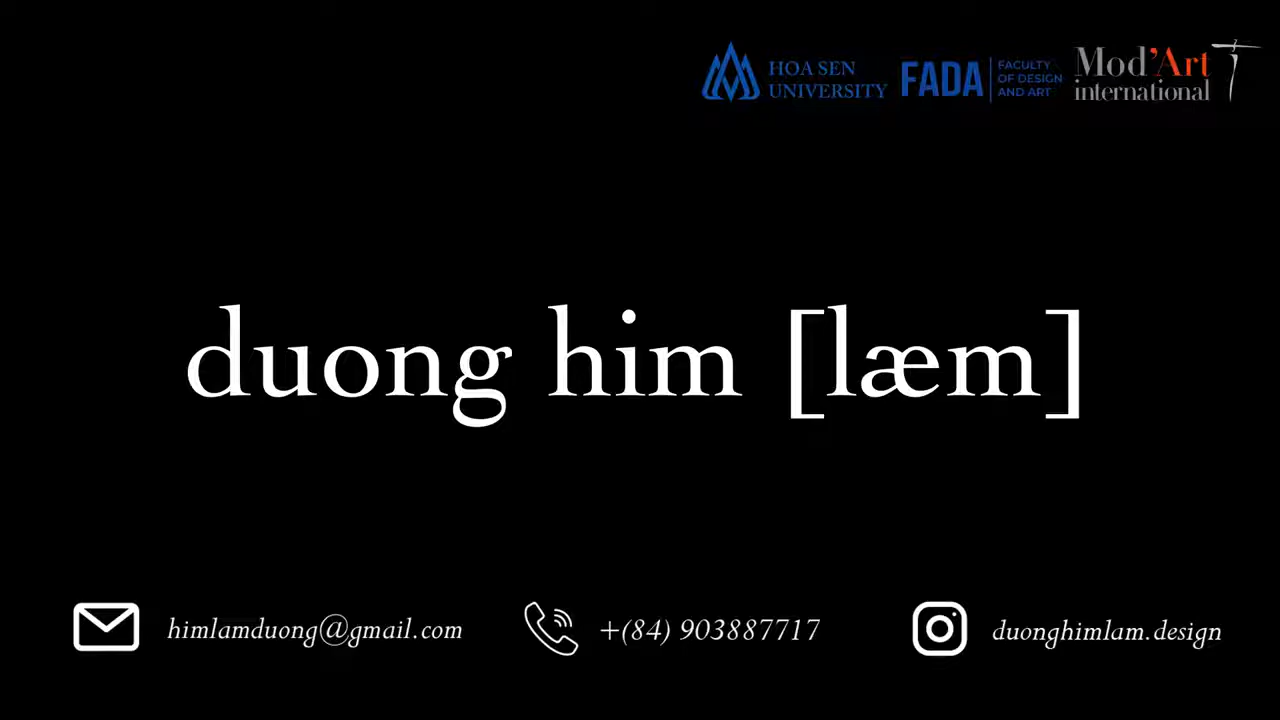 HOA SEN
UNIVERSITY
FADA
FACULTY
OF DESIGN
AND ART
Mod'Art
international
duong him [læm]
himlamduong@gmail.com
+(84) 903887717
duonghimlam.design